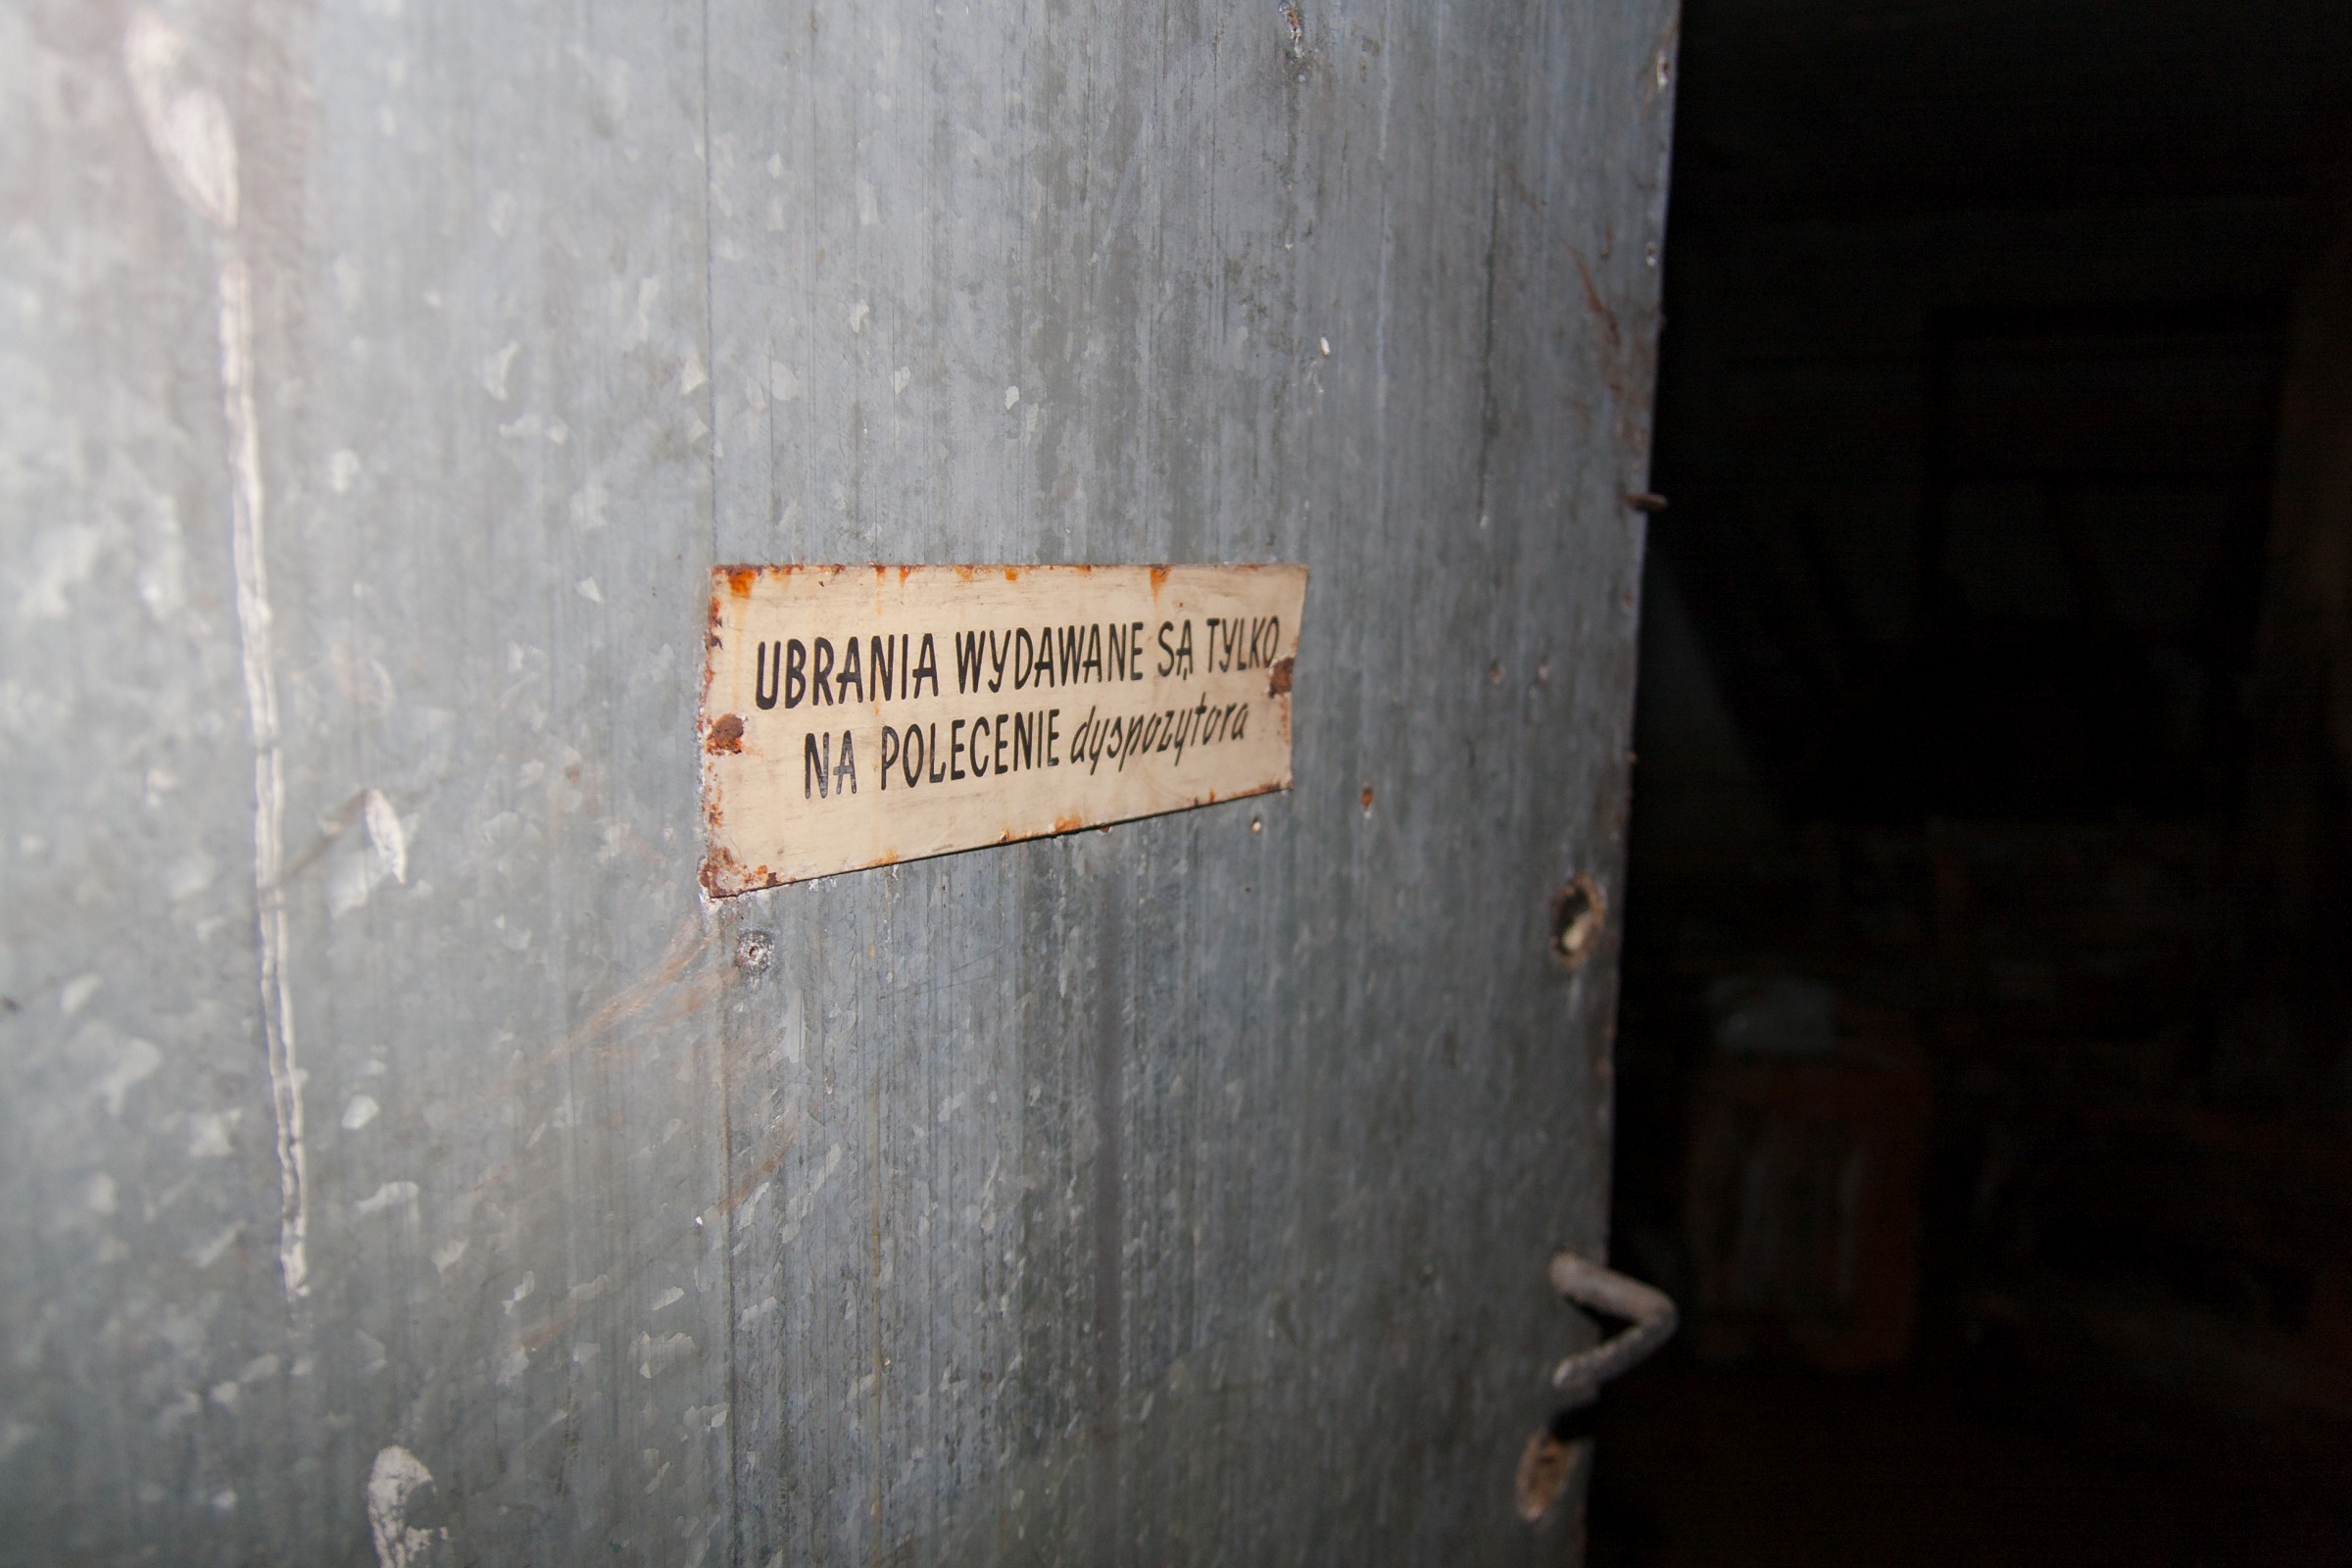 UBRANIA WYDAWANE SĄ TYLKO
NA POLECENIE dyspozytora